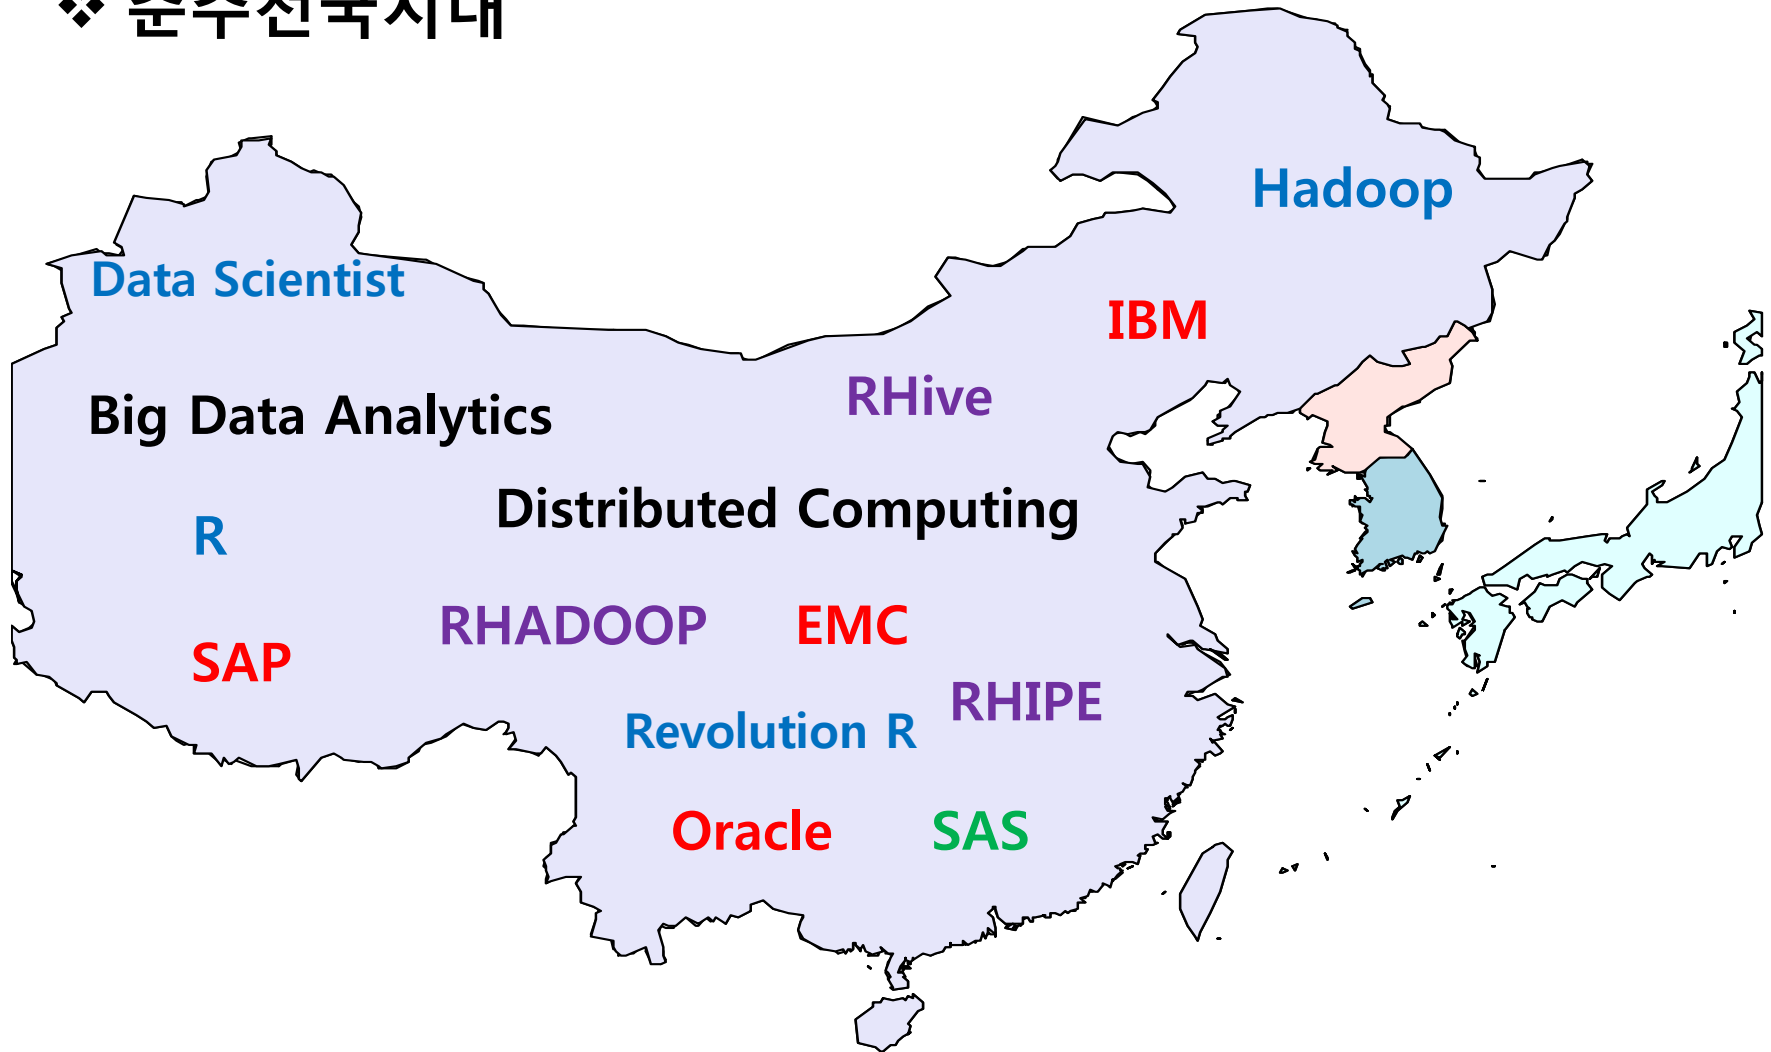 ❖ 춘추전국시대
Hadoop
Data Scientist
IBM
RHive
Big Data Analytics
Distributed Computing
R
RHADOOP
EMC
SAP
RHIPE
Revolution R
Oracle
SAS